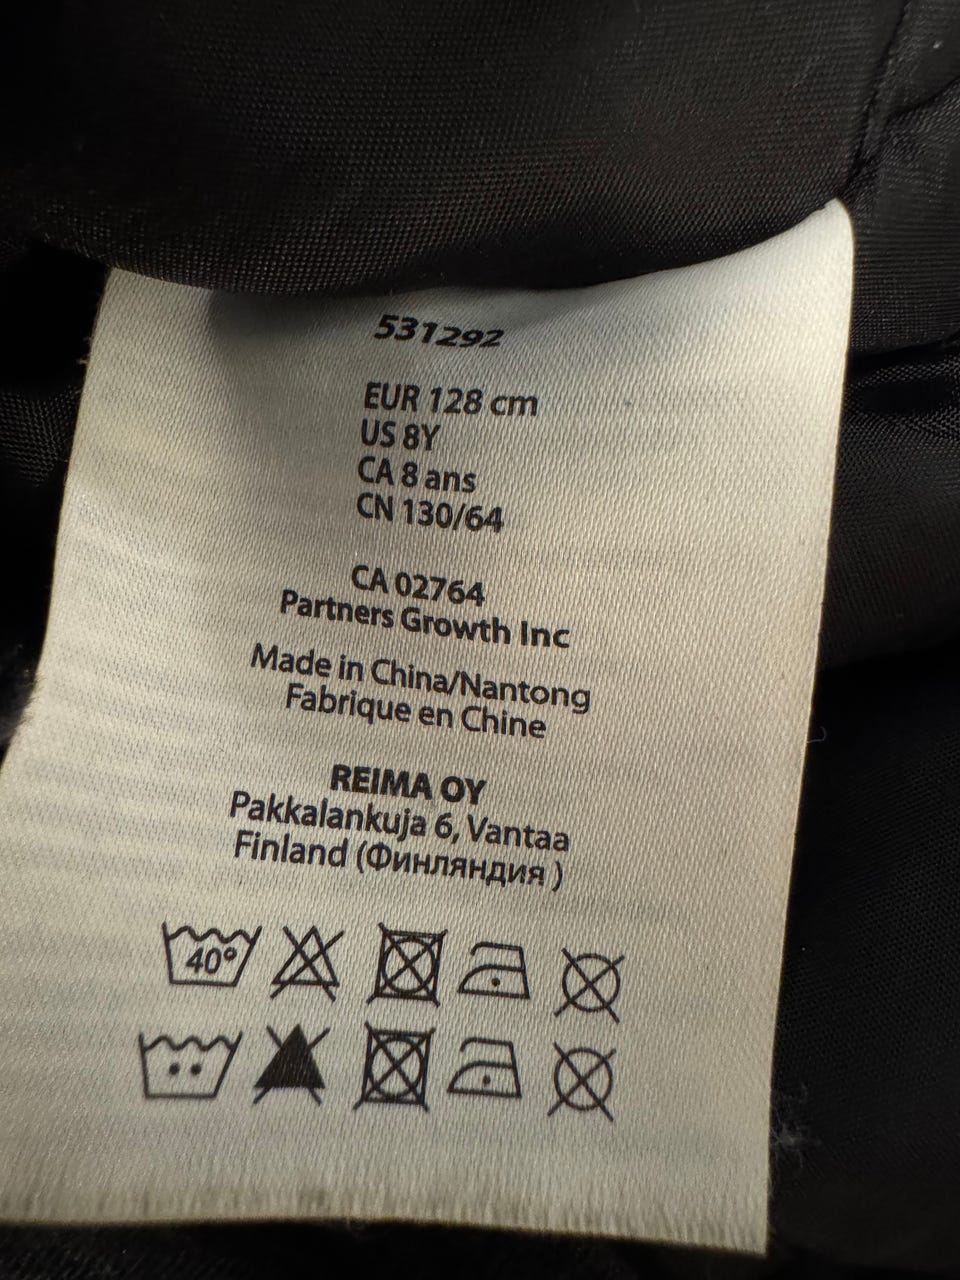 531292
EUR 128 cm
US 8Y
CA 8 ans
CN 130/64
CA 02764
Partners Growth Inc
Made in China/Nantong
Fabrique en Chine
REIMA OY
Pakkalankuja 6, Vantaa
Finland (Финляндия )
40°